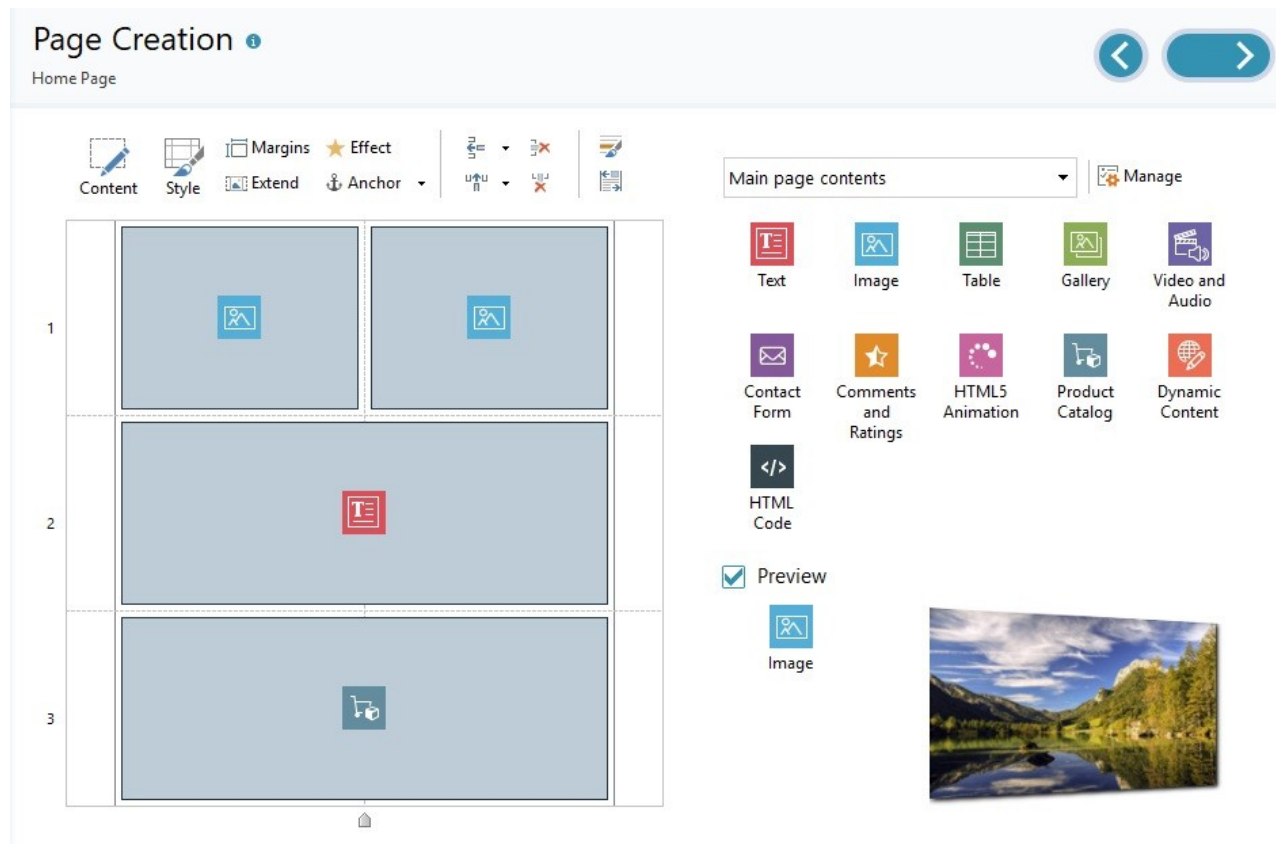 Page Creation
Home Page
Content
Style
Margins
Effect
Extend
Anchor
Main page contents
Manage
1
2
3
Text
Image
Table
Gallery
Video and
Audio
Contact
Form
Comments
and
Ratings
HTML5
Animation
Product
Catalog
Dynamic
Content
</>
HTML
Code
Preview
Image